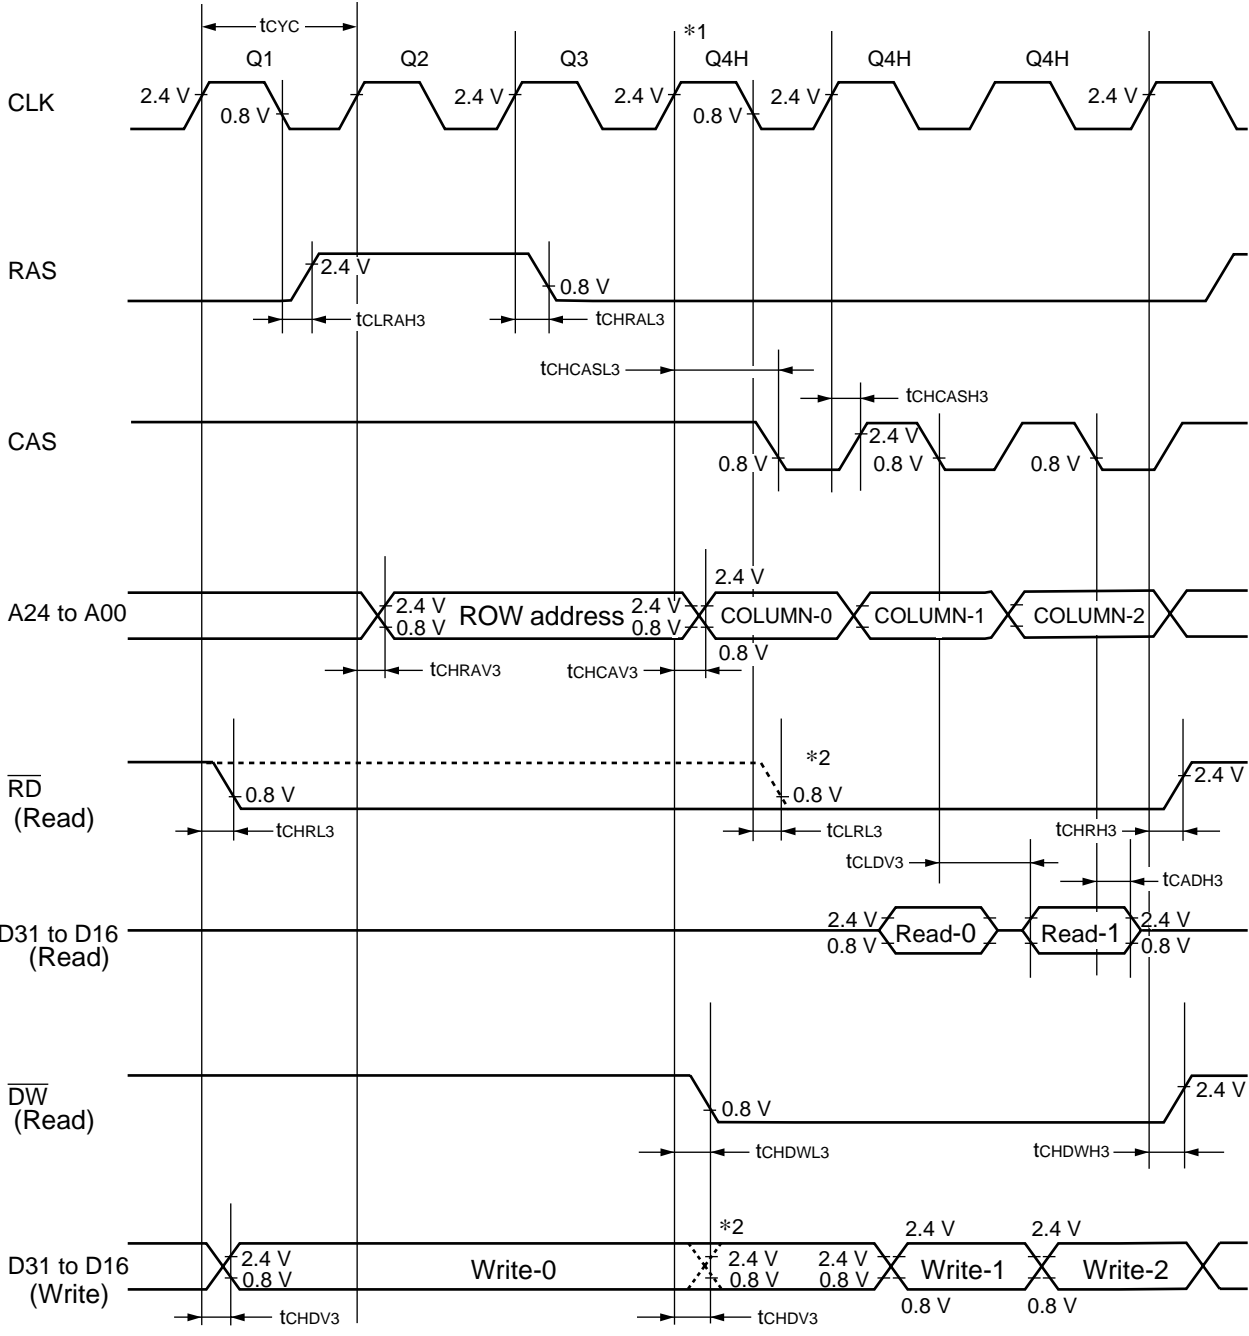 tCYC
*1
Q1 Q2 Q3 Q4H Q4H Q4H
CLK
2.4 V 0.8 V 2.4 V 2.4 V 2.4 V 0.8 V 2.4 V 2.4 V
RAS
2.4 V
0.8 V
tCLRAH3 tCHRAL3
tCHCASL3
tCHCASH3
CAS
2.4 V
0.8 V 0.8 V 0.8 V
2.4 V
A24 to A00
2.4 V ROW address 2.4 V COLUMN-0 COLUMN-1 COLUMN-2
0.8 V 0.8 V
0.8 V
tCHRAV3 tCHCAV3
*2
RD
(Read)
0.8 V 0.8 V 2.4 V
tCHRL3 tCLRL3 tCHRH3
tCLDV3
tCADH3
D31 to D16
(Read)
2.4 V Read-0 Read-1 2.4 V
0.8 V 0.8 V
DW
(Read)
0.8 V 2.4 V
tCHDWL3 tCHDWH3
*2 2.4 V 2.4 V
D31 to D16
(Write)
2.4 V Write-0 2.4 V 2.4 V Write-1 Write-2
0.8 V 0.8 V 0.8 V
0.8 V 0.8 V
tCHDV3 tCHDV3